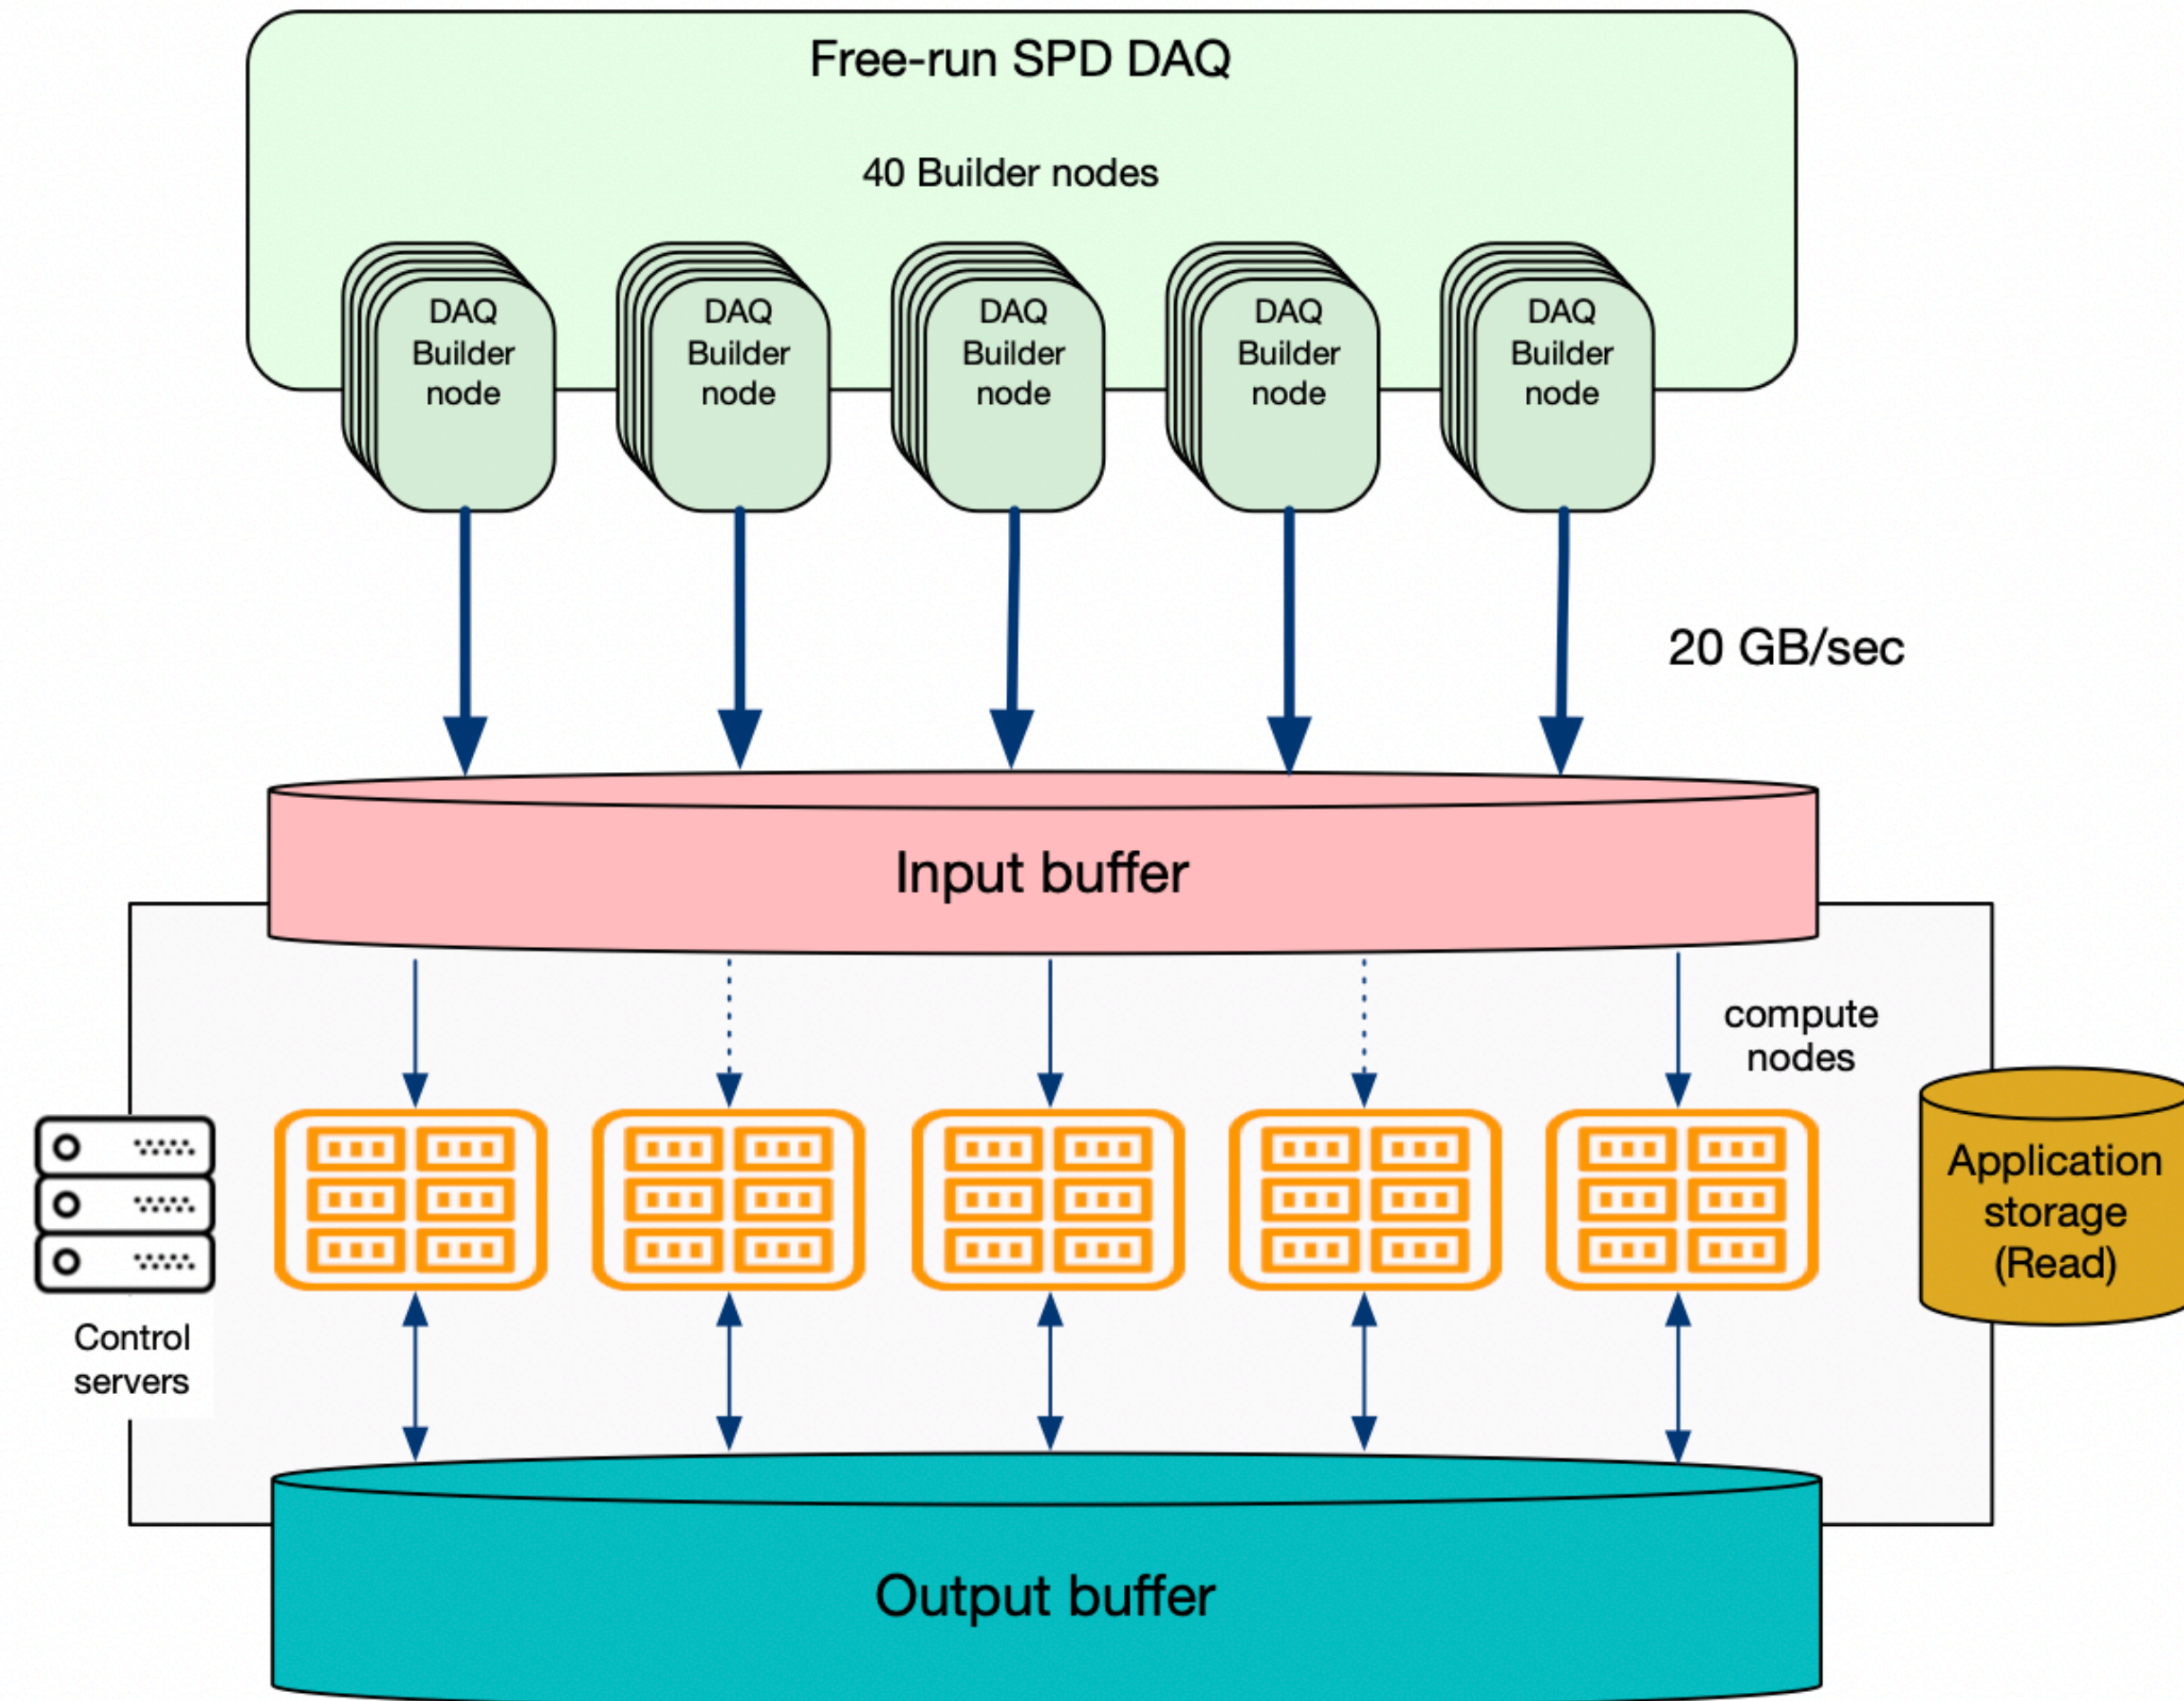 Free-run SPD DAQ
40 Builder nodes
DAQ
Builder
node
DAQ
Builder
node
DAQ
Builder
node
DAQ
Builder
node
DAQ
Builder
node
20 GB/sec
Input buffer
compute
nodes
Control
servers
Application
storage
(Read)
Output buffer